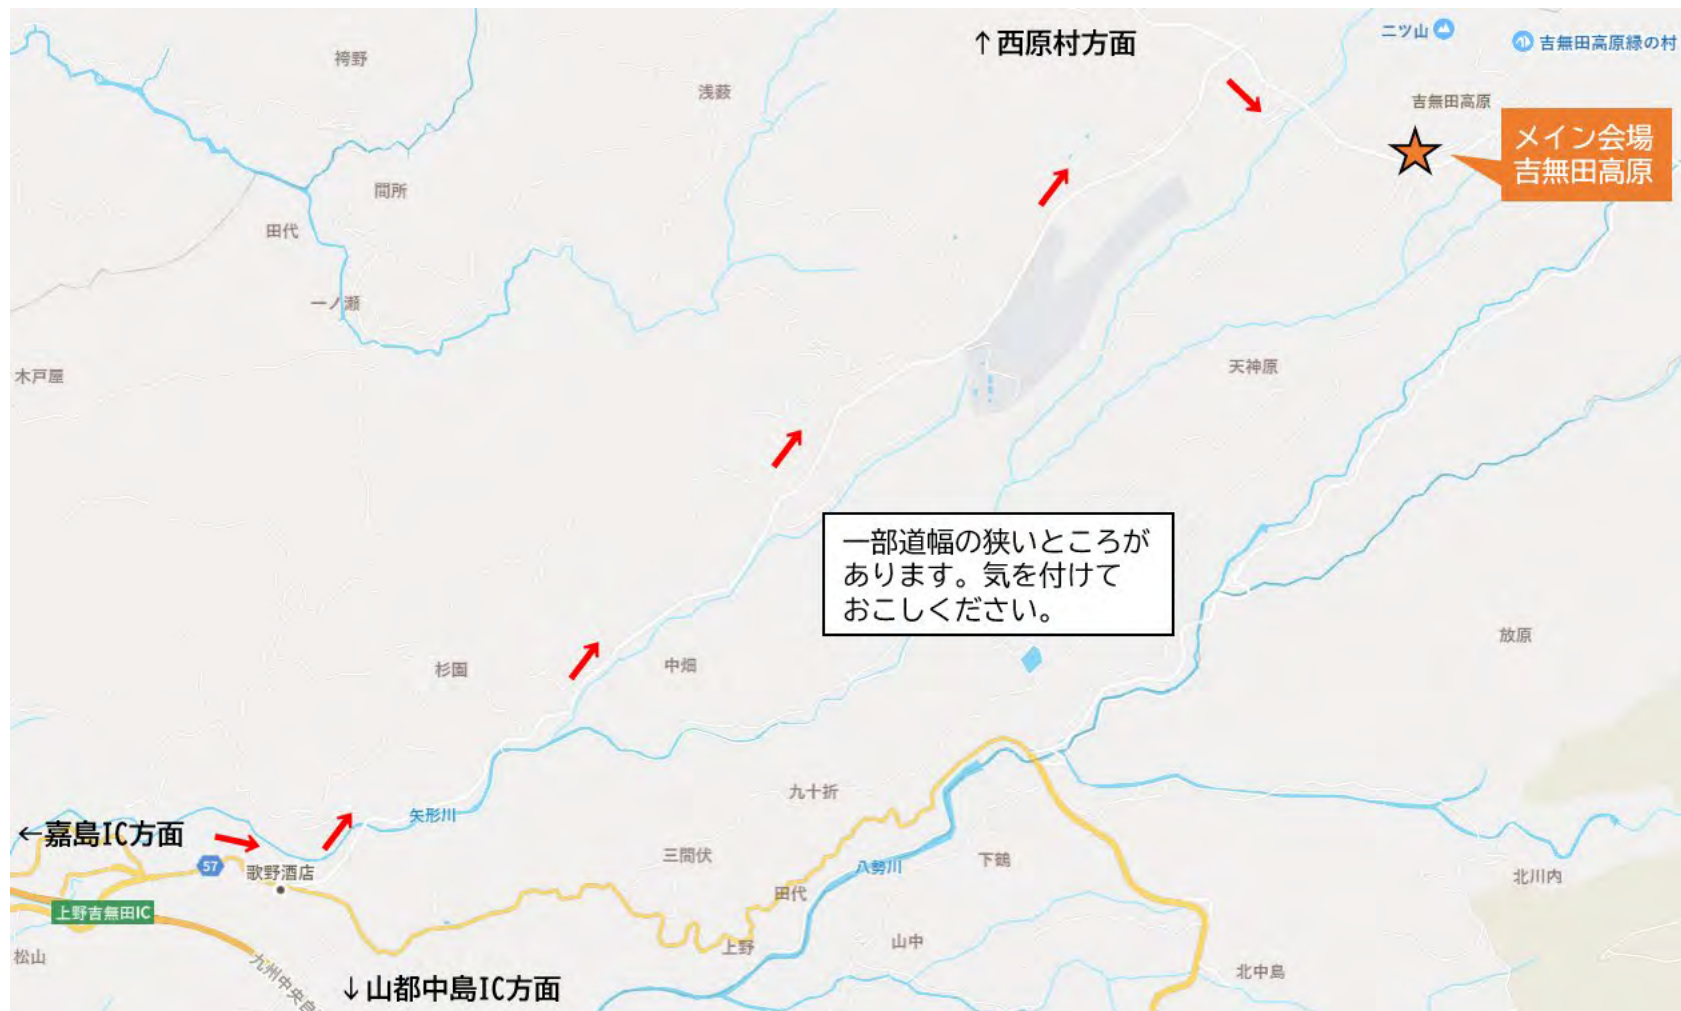 ↑西原村方面
二ツ山
吉無田高原緑の村
袴野
浅薮
吉無田高原
メイン会場
吉無田高原
間所
田代
一ノ瀬
木戸屋
天神原
一部道幅の狭いところが
あります。気を付けて
おこしください。
放原
杉園
中畑
九十折
矢形川
←嘉島IC方面
57
歌野酒店
三間伏
八勢川
下鶴
田代
北川内
上野吉無田IC
上野
山中
松山
九州中央自
北中島
↓山都中島IC方面